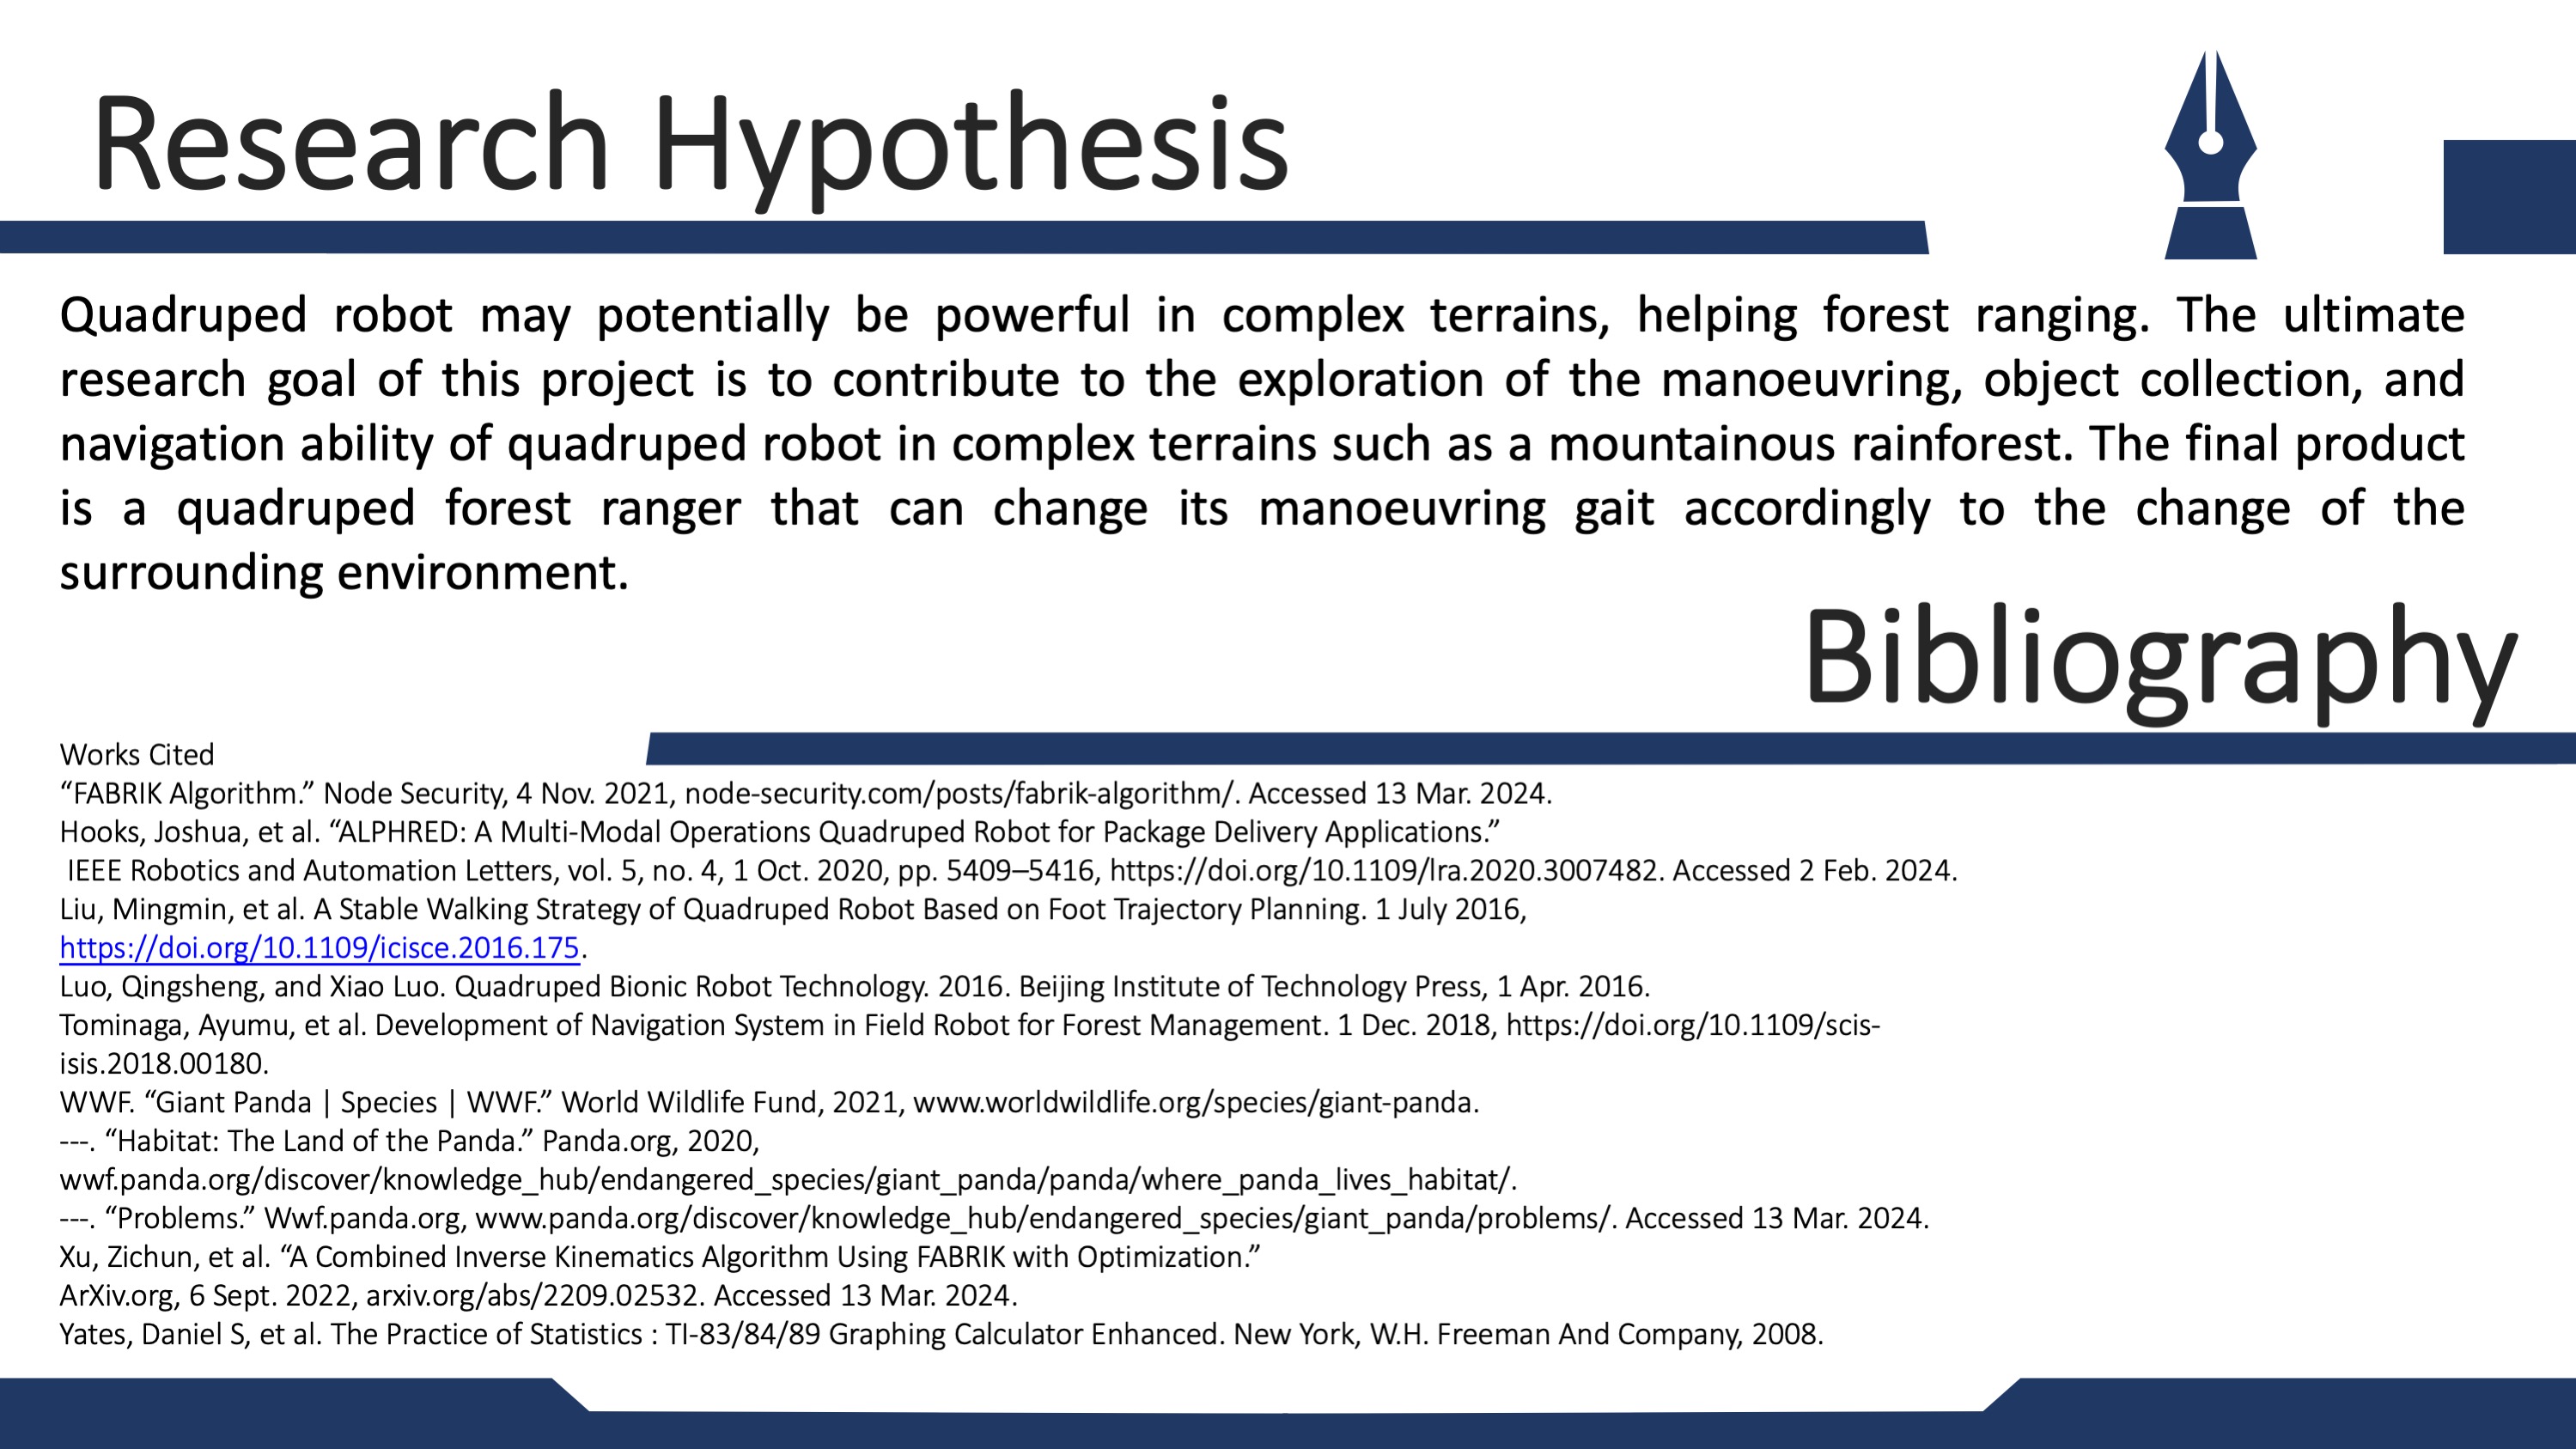 Research Hypothesis
Quadruped robot may potentially be powerful in complex terrains, helping forest ranging. The ultimate
research goal of this project is to contribute to the exploration of the manoeuvring, object collection, and
navigation ability of quadruped robot in complex terrains such as a mountainous rainforest. The final product
is a quadruped forest ranger that can change its manoeuvring gait accordingly to the change of the
surrounding environment.
Bibliography
Works Cited
“FABRIK Algorithm.” Node Security, 4 Nov. 2021, node-security.com/posts/fabrik-algorithm/. Accessed 13 Mar. 2024.
Hooks, Joshua, et al. “ALPHRED: A Multi-Modal Operations Quadruped Robot for Package Delivery Applications.”
IEEE Robotics and Automation Letters, vol. 5, no. 4, 1 Oct. 2020, pp. 5409–5416, https://doi.org/10.1109/lra.2020.3007482. Accessed 2 Feb. 2024.
Liu, Mingmin, et al. A Stable Walking Strategy of Quadruped Robot Based on Foot Trajectory Planning. 1 July 2016,
https://doi.org/10.1109/icisce.2016.175.
Luo, Qingsheng, and Xiao Luo. Quadruped Bionic Robot Technology. 2016. Beijing Institute of Technology Press, 1 Apr. 2016.
Tominaga, Ayumu, et al. Development of Navigation System in Field Robot for Forest Management. 1 Dec. 2018, https://doi.org/10.1109/scis-
isis.2018.00180.
WWF. “Giant Panda | Species | WWF.” World Wildlife Fund, 2021, www.worldwildlife.org/species/giant-panda.
---. “Habitat: The Land of the Panda.” Panda.org, 2020,
wwf.panda.org/discover/knowledge_hub/endangered_species/giant_panda/panda/where_panda_lives_habitat/.
---. “Problems.” Wwf.panda.org, www.panda.org/discover/knowledge_hub/endangered_species/giant_panda/problems/. Accessed 13 Mar. 2024.
Xu, Zichun, et al. “A Combined Inverse Kinematics Algorithm Using FABRIK with Optimization.”
ArXiv.org, 6 Sept. 2022, arxiv.org/abs/2209.02532. Accessed 13 Mar. 2024.
Yates, Daniel S, et al. The Practice of Statistics : TI-83/84/89 Graphing Calculator Enhanced. New York, W.H. Freeman And Company, 2008.